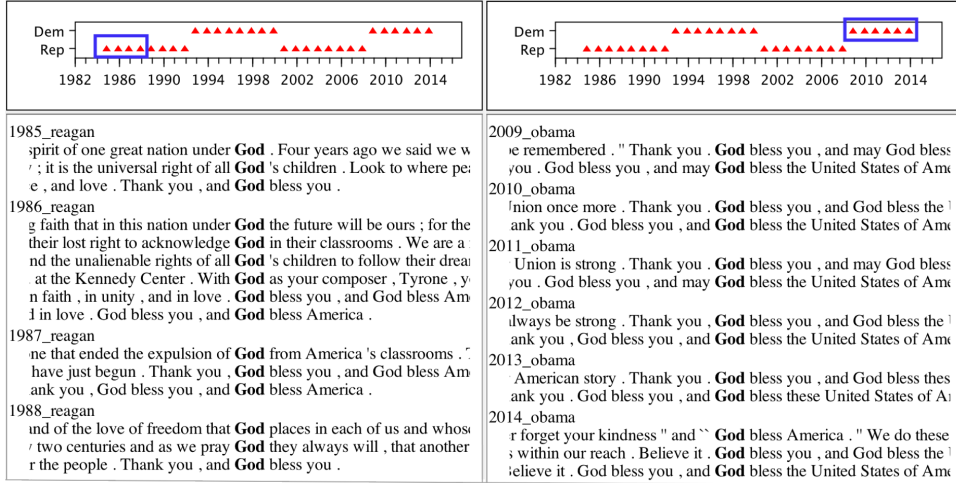 Dem
Rep
1982 1986 1990 1994 1998 2002 2006 2010 2014
1985_reagan
spirit of one great nation under God . Four years ago we said we w
; it is the universal right of all God 's children . Look to where pea
e , and love . Thank you , and God bless you .
1986_reagan
g faith that in this nation under God the future will be ours ; for the
their lost right to acknowledge God in their classrooms . We are a
nd the unalienable rights of all God 's children to follow their drea
at the Kennedy Center . With God as your composer , Tyrone , y
n faith , in unity , and in love . God bless you , and God bless Am
d in love . God bless you , and God bless America .
1987_reagan
ne that ended the expulsion of God from America 's classrooms .
have just begun . Thank you , God bless you , and God bless Am
ank you , God bless you , and God bless America .
1988_reagan
and of the love of freedom that God places in each of us and whos
two centuries and as we pray God they always will , that another
r the people . Thank you , and God bless you .
Dem
Rep
1982 1986 1990 1994 1998 2002 2006 2010 2014
2009_obama
e remembered . " Thank you . God bless you , and may God bless
you . God bless you , and may God bless the United States of Ame
2010_obama
Union once more . Thank you . God bless you , and God bless the
ank you . God bless you , and God bless the United States of Ame
2011_obama
Union is strong . Thank you . God bless you , and may God bless
you . God bless you , and may God bless the United States of Ame
2012_obama
always be strong . Thank you , God bless you , and God bless the
ank you , God bless you , and God bless the United States of Ame
2013_obama
American story . Thank you . God bless you , and God bless thes
ank you . God bless you , and God bless these United States of A
2014_obama
r forget your kindness " and `` God bless America . " We do these
s within our reach . Believe it . God bless you , and God bless the
Believe it . God bless you , and God bless the United States of Ame